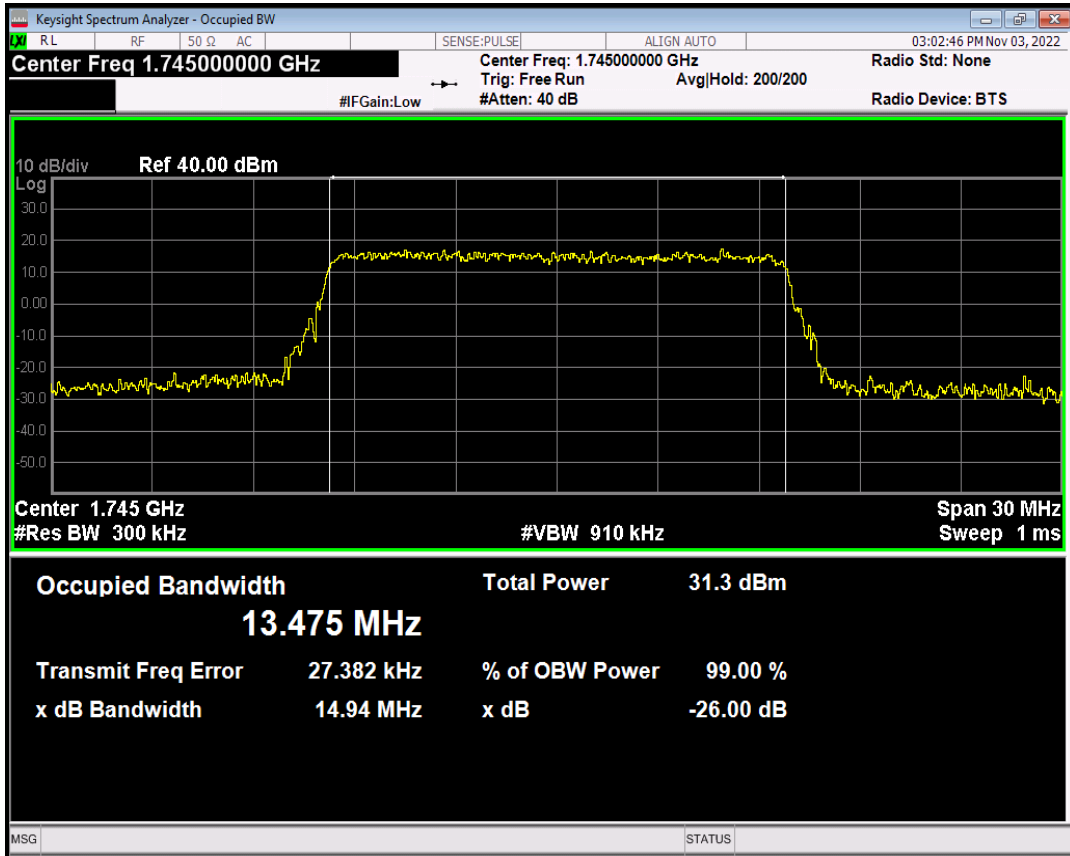 Keysight Spectrum Analyzer - Occupied BW
LXI RL RF 50 Ω AC SENSE:PULSE ALIGN AUTO 03:02:46 PM Nov 03, 2022
Center Freq 1.745000000 GHz
Center Freq: 1.745000000 GHz
Radio Std: None
Trig: Free Run Avg|Hold: 200/200
#IFGain:Low #Atten: 40 dB Radio Device: BTS
10 dB/div Ref 40.00 dBm
Log
30.0
20.0
10.0
0.00
-10.0
-20.0
-30.0
-40.0
-50.0
Center 1.745 GHz Span 30 MHz
#Res BW 300 kHz #VBW 910 kHz Sweep 1 ms
Occupied Bandwidth Total Power 31.3 dBm
13.475 MHz
Transmit Freq Error 27.382 kHz % of OBW Power 99.00 %
x dB Bandwidth 14.94 MHz x dB -26.00 dB
MSG STATUS